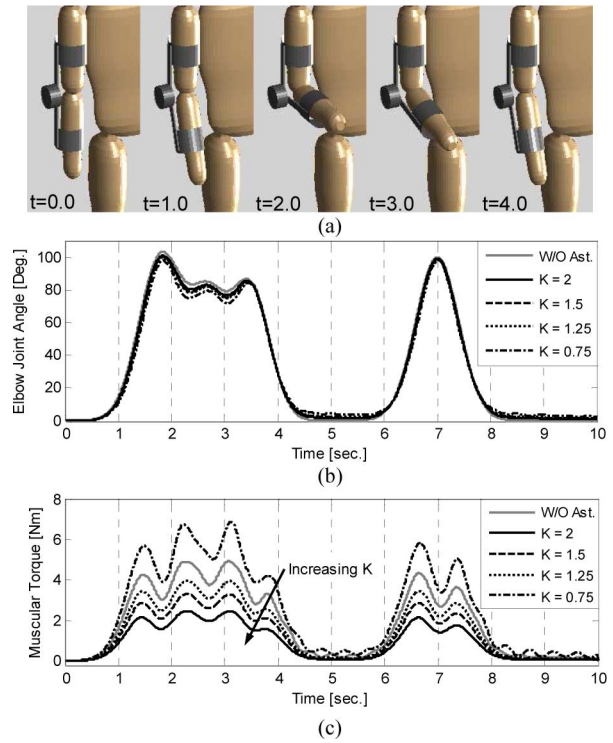 t=0.0 t=1.0 t=2.0 t=3.0 t=4.0
(a)
Elbow Joint Angle [Deg.]
100
80
60
40
20
0
W/O Ast.
K = 2
K = 1.5
K = 1.25
K = 0.75
0 1 2 3 4 5 6 7 8 9 10
Time [sec.]
(b)
Muscular Torque [Nm]
8
6
4
2
0
Increasing K
W/O Ast.
K = 2
K = 1.5
K = 1.25
K = 0.75
0 1 2 3 4 5 6 7 8 9 10
Time [sec.]
(c)